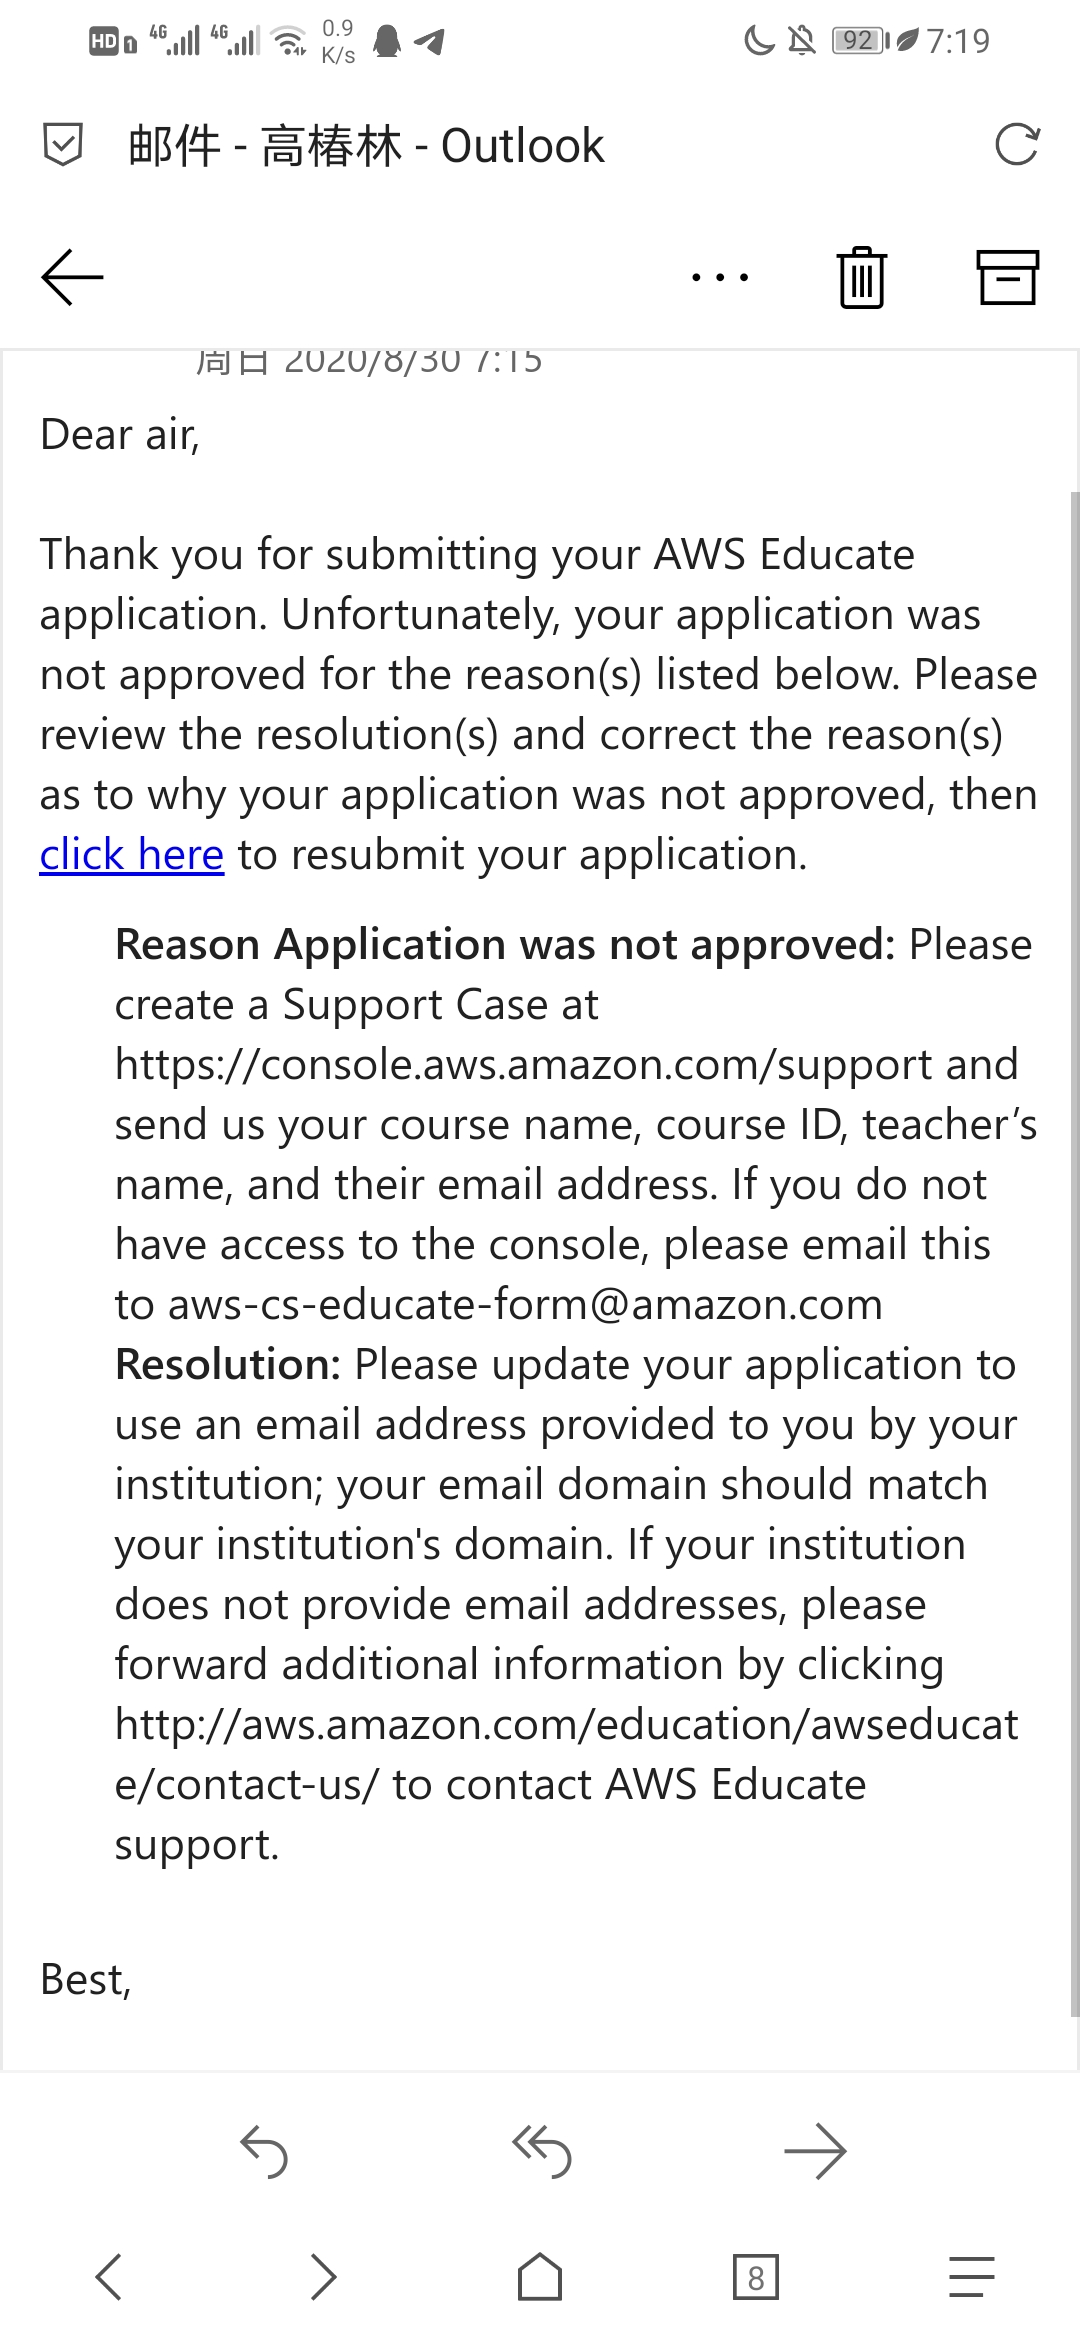 HD 1 4G 4G 0.9 K/s 92 7:19
邮件 - 高椿林 - Outlook
周日 2020/8/30 7:15
Dear air,
Thank you for submitting your AWS Educate
application. Unfortunately, your application was
not approved for the reason(s) listed below. Please
review the resolution(s) and correct the reason(s)
as to why your application was not approved, then
click here to resubmit your application.
Reason Application was not approved: Please
create a Support Case at
https://console.aws.amazon.com/support and
send us your course name, course ID, teacher’s
name, and their email address. If you do not
have access to the console, please email this
to aws-cs-educate-form@amazon.com
Resolution: Please update your application to
use an email address provided to you by your
institution; your email domain should match
your institution's domain. If your institution
does not provide email addresses, please
forward additional information by clicking
http://aws.amazon.com/education/awseducat
e/contact-us/ to contact AWS Educate
support.
Best,
8